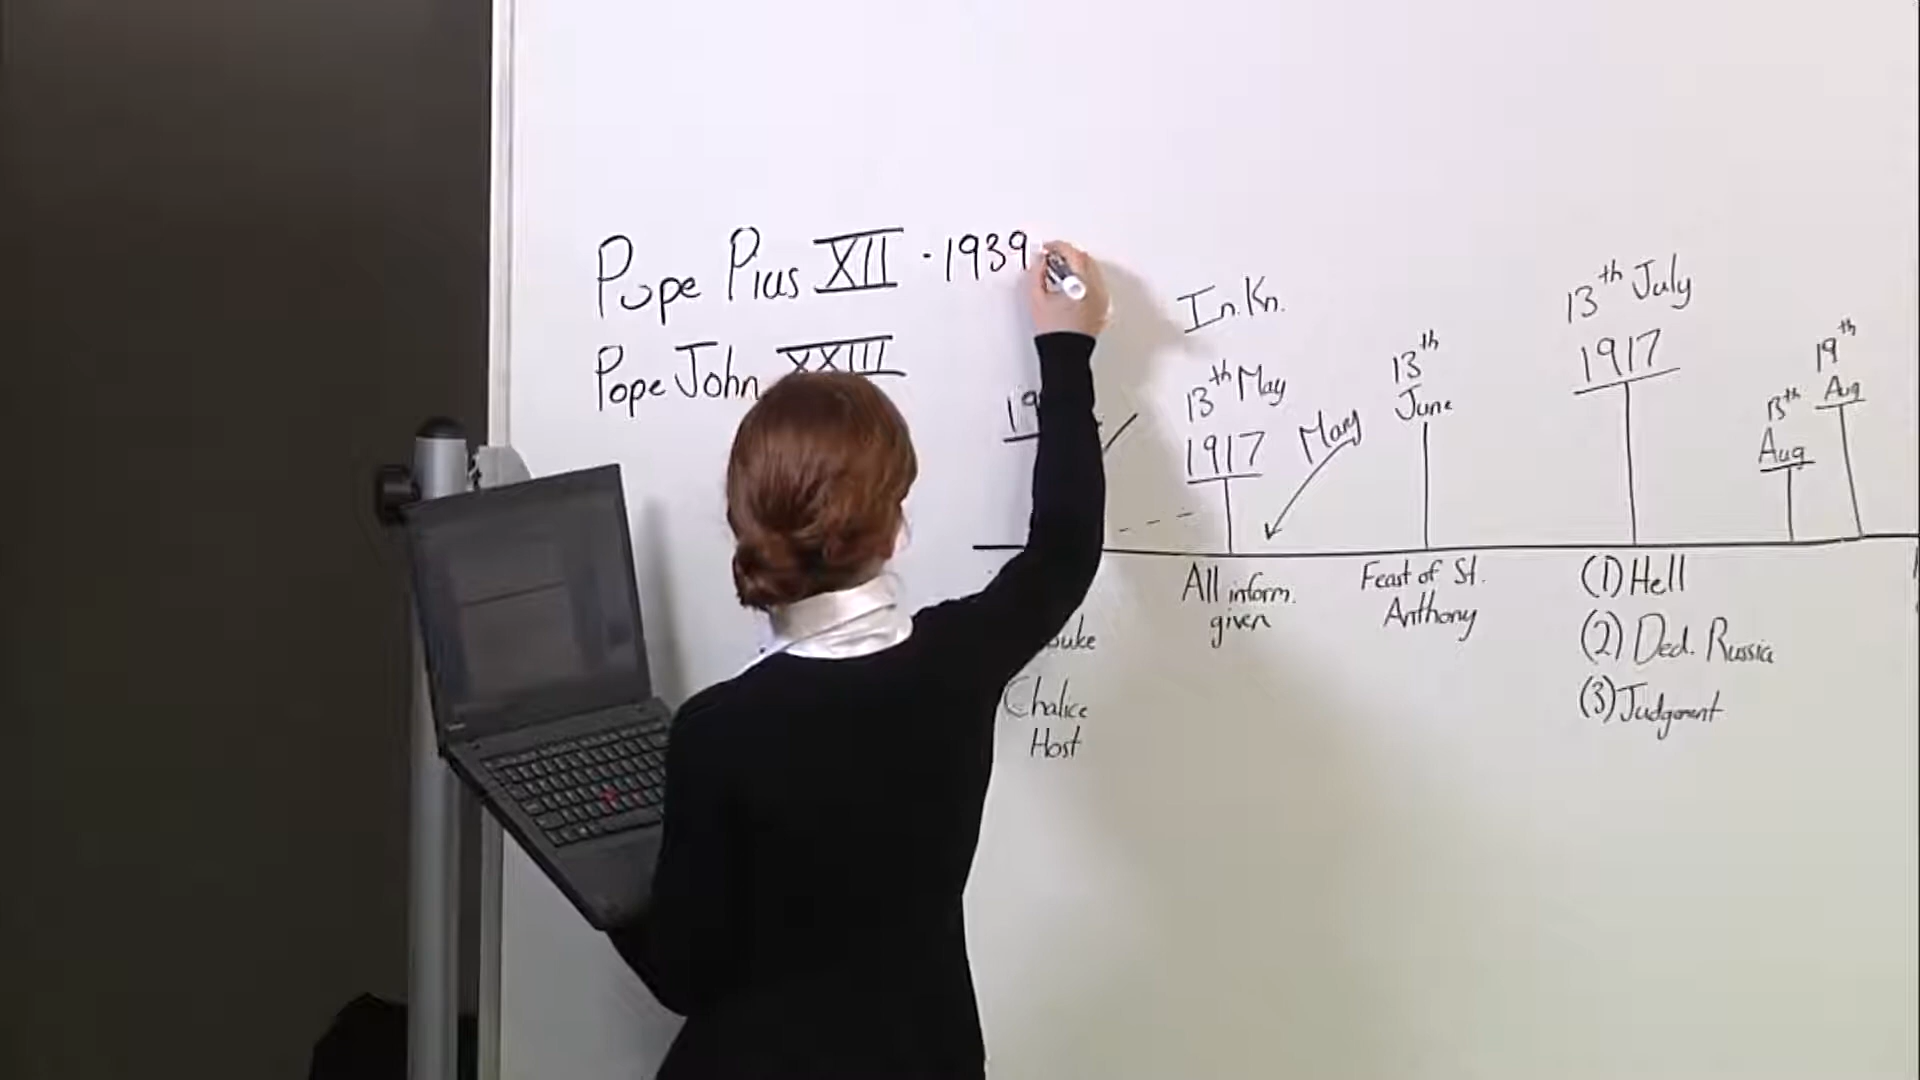 Pope Pius XII - 1939
Pope John XXIII
In. Kn.
13th May
1917
Mary
13th
June
13th July
1917
13th
Aug
19th
Aug
All inform.
given
Feast of St.
Anthony
(1) Hell
(2) Ded. Russia
(3) Judgment
Chalice
Host